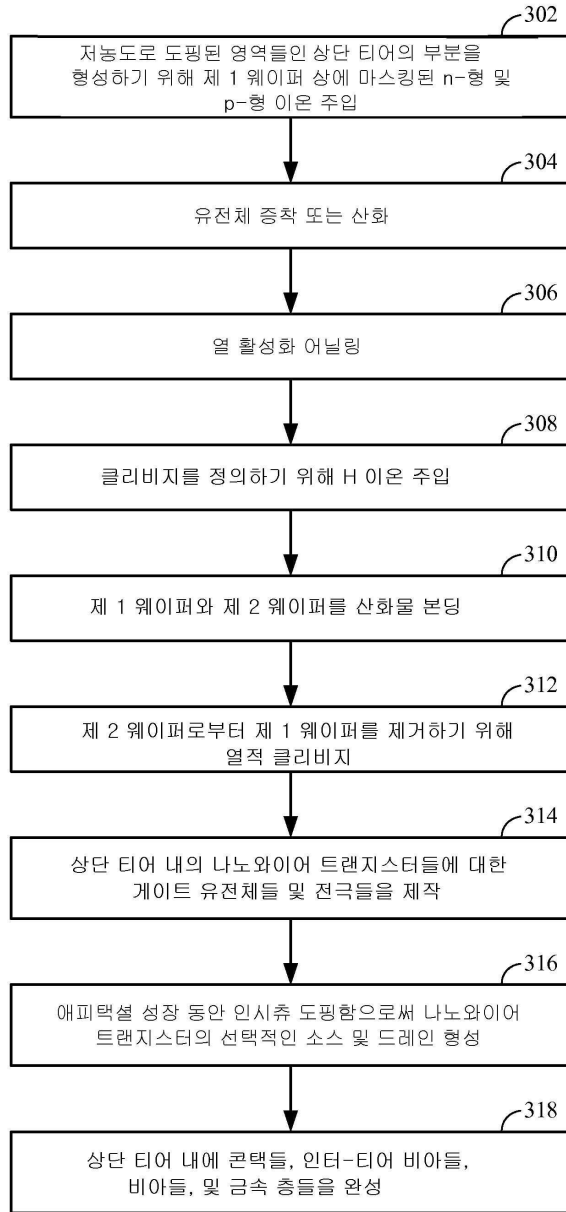 302
저농도로 도핑된 영역들인 상단 티어의 부분을
형성하기 위해 제 1 웨이퍼 상에 마스킹된 n-형 및
p-형 이온 주입
304
유전체 증착 또는 산화
306
열 활성화 어닐링
308
클리비지를 정의하기 위해 H 이온 주입
310
제 1 웨이퍼와 제 2 웨이퍼를 산화물 본딩
312
제 2 웨이퍼로부터 제 1 웨이퍼를 제거하기 위해
열적 클리비지
314
상단 티어 내의 나노와이어 트랜지스터들에 대한
게이트 유전체들 및 전극들을 제작
316
애피택셜 성장 동안 인시츄 도핑함으로써 나노와이어
트랜지스터의 선택적인 소스 및 드레인 형성
318
상단 티어 내에 콘택들, 인터-티어 비아들,
비아들, 및 금속 층들을 완성